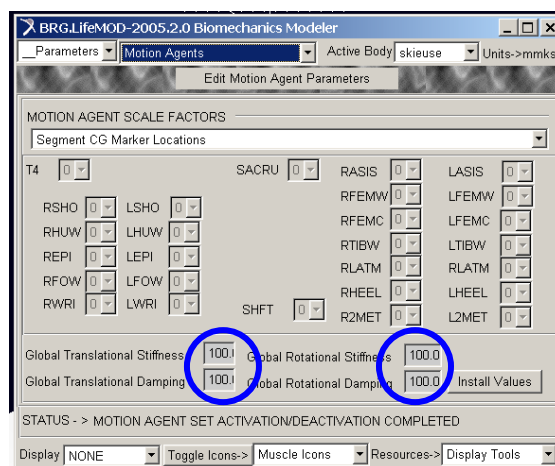 BRG.LifeMOD-2005.2.0 Biomechanics Modeler
__Parameters Motion Agents Active Body skieuse Units->mmks
Edit Motion Agent Parameters
MOTION AGENT SCALE FACTORS
Segment CG Marker Locations
T4 0 SACRU 0 RASIS 0 LASIS 0
RFEMW 0 LFEMW 0
RSHO 0 LSHO 0
RFEMC 0 LFEMC 0
RHUW 0 LHUW 0
RTIBW 0 LTIBW 0
REPI 0 LEPI 0
RLATM 0 RLATM 0
RFOW 0 LFOW 0
RHEEL 0 LHEEL 0
RWRI 0 LWRI 0
SHFT 0 R2MET 0 L2MET 0
Global Translational Stiffness 100. Global Rotational Stiffness 100.0
Global Translational Damping 100. Global Rotational Damping 100.0 Install Values
STATUS - > MOTION AGENT SET ACTIVATION/DEACTIVATION COMPLETED
Display NONE Toggle Icons-> Muscle Icons Resources-> Display Tools